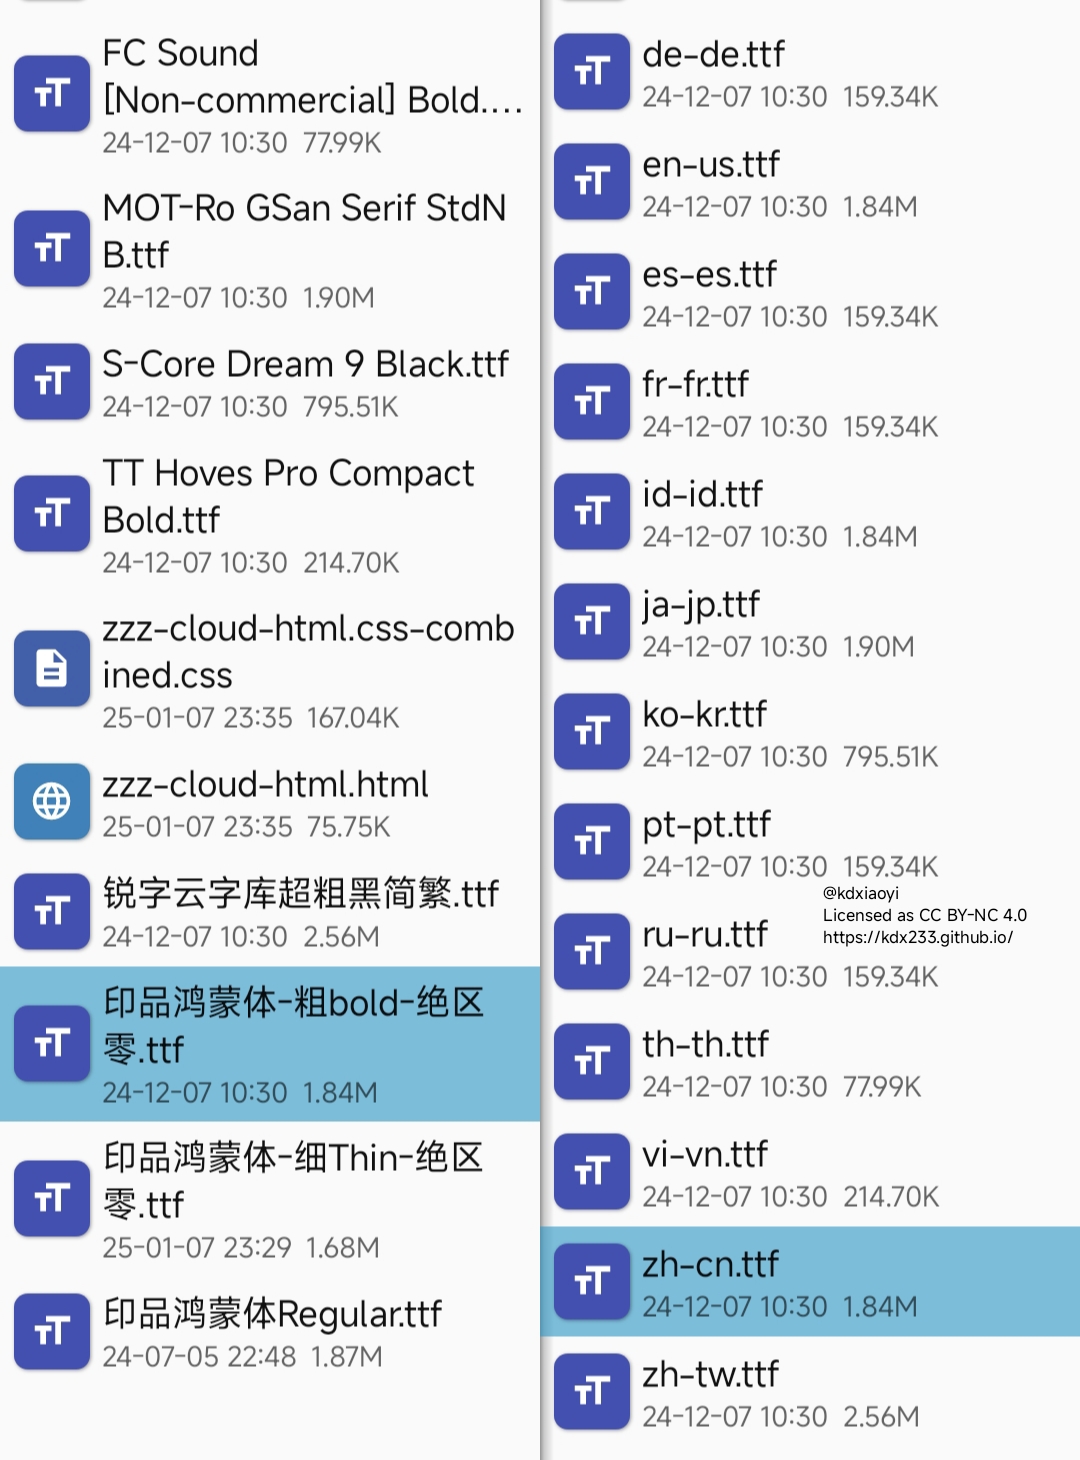 FC Sound
[Non-commercial] Bold....
24-12-07 10:30 77.99K
MOT-Ro GSan Serif StdN
B.ttf
24-12-07 10:30 1.90M
S-Core Dream 9 Black.ttf
24-12-07 10:30 795.51K
TT Hoves Pro Compact
Bold.ttf
24-12-07 10:30 214.70K
zzz-cloud-html.css-comb
ined.css
25-01-07 23:35 167.04K
zzz-cloud-html.html
25-01-07 23:35 75.75K
锐字云字库超粗黑简繁.ttf
24-12-07 10:30 2.56M
印品鸿蒙体-粗bold-绝区
零.ttf
24-12-07 10:30 1.84M
印品鸿蒙体-细Thin-绝区
零.ttf
25-01-07 23:29 1.68M
印品鸿蒙体Regular.ttf
24-07-05 22:48 1.87M
de-de.ttf
24-12-07 10:30 159.34K
en-us.ttf
24-12-07 10:30 1.84M
es-es.ttf
24-12-07 10:30 159.34K
fr-fr.ttf
24-12-07 10:30 159.34K
id-id.ttf
24-12-07 10:30 1.84M
ja-jp.ttf
24-12-07 10:30 1.90M
ko-kr.ttf
24-12-07 10:30 795.51K
pt-pt.ttf
24-12-07 10:30 159.34K
@kdxiaoyi
Licensed as CC BY-NC 4.0
https://kdx233.github.io/
ru-ru.ttf
24-12-07 10:30 159.34K
th-th.ttf
24-12-07 10:30 77.99K
vi-vn.ttf
24-12-07 10:30 214.70K
zh-cn.ttf
24-12-07 10:30 1.84M
zh-tw.ttf
24-12-07 10:30 2.56M